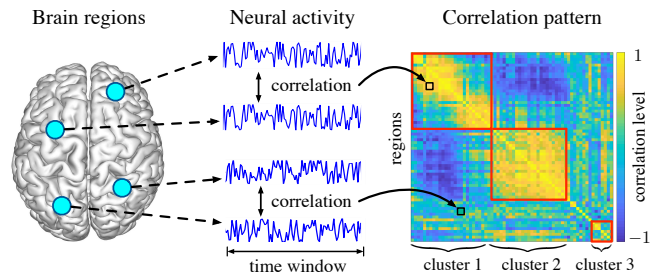 Brain regions
Neural activity
Correlation pattern
correlation
correlation
time window
regions
1
correlation level
−1
cluster 1
cluster 2
cluster 3